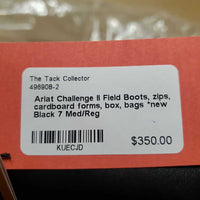 The Tack Collector
496908-2
Ariat Challenge II Field Boots, zips,
cardboard forms, box, bags *new
Black 7 Med/Reg
KUECJD
$350.00